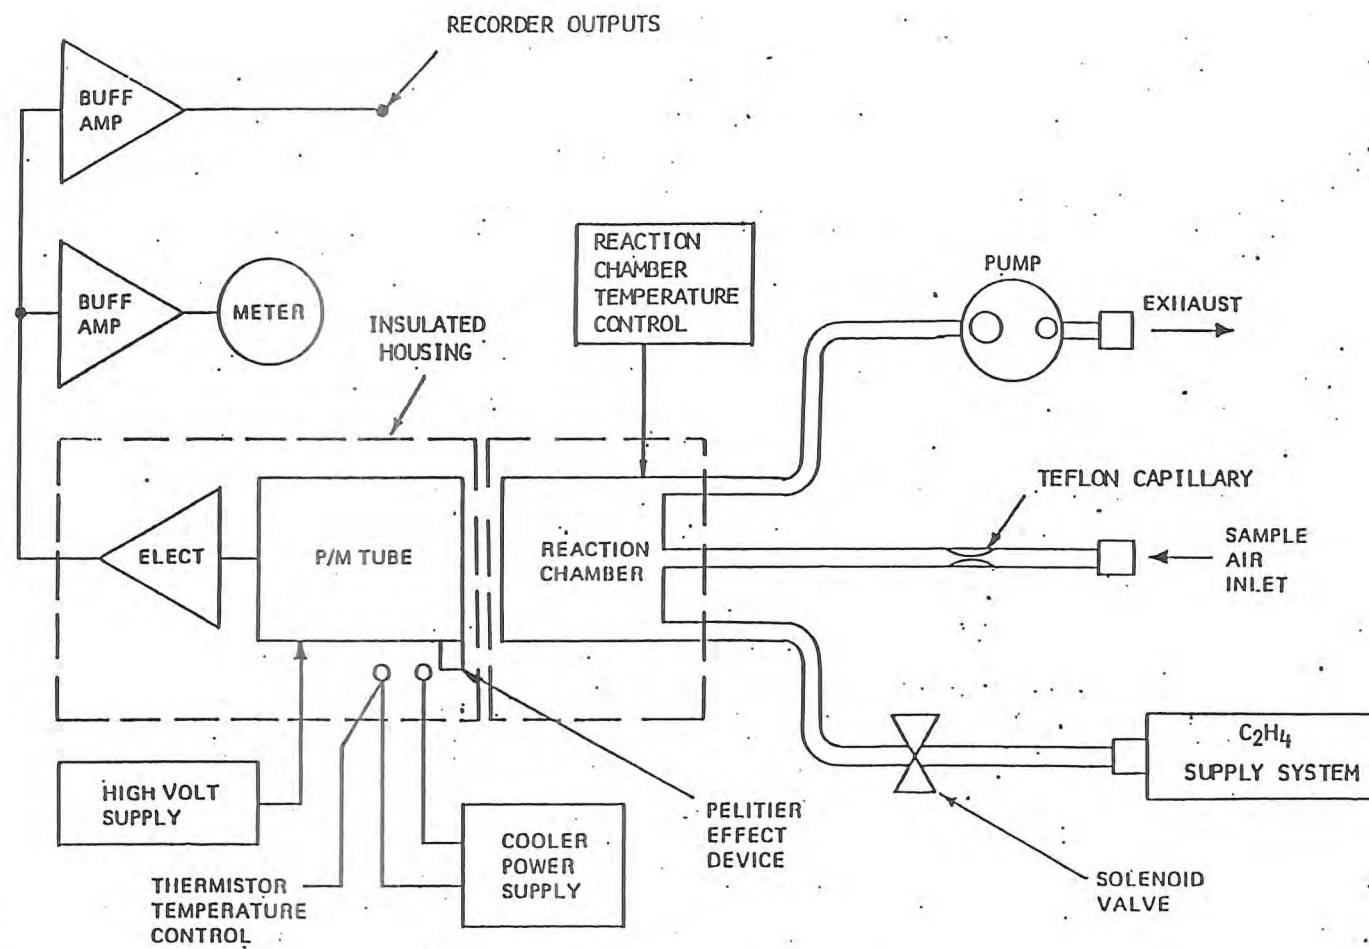 RECORDER OUTPUTS
BUFF
AMP
REACTION
CHAMBER
TEMPERATURE
CONTROL
PUMP
EXHAUST
BUFF
AMP
METER
INSULATED
HOUSING
TEFLON CAPILLARY
ELECT
P/M TUBE
REACTION
CHAMBER
SAMPLE
AIR
INLET
C₂H₄
SUPPLY SYSTEM
HIGH VOLT
SUPPLY
THERMISTOR
TEMPERATURE
CONTROL
COOLER
POWER
SUPPLY
PELITIER
EFFECT
DEVICE
SOLENOID
VALVE